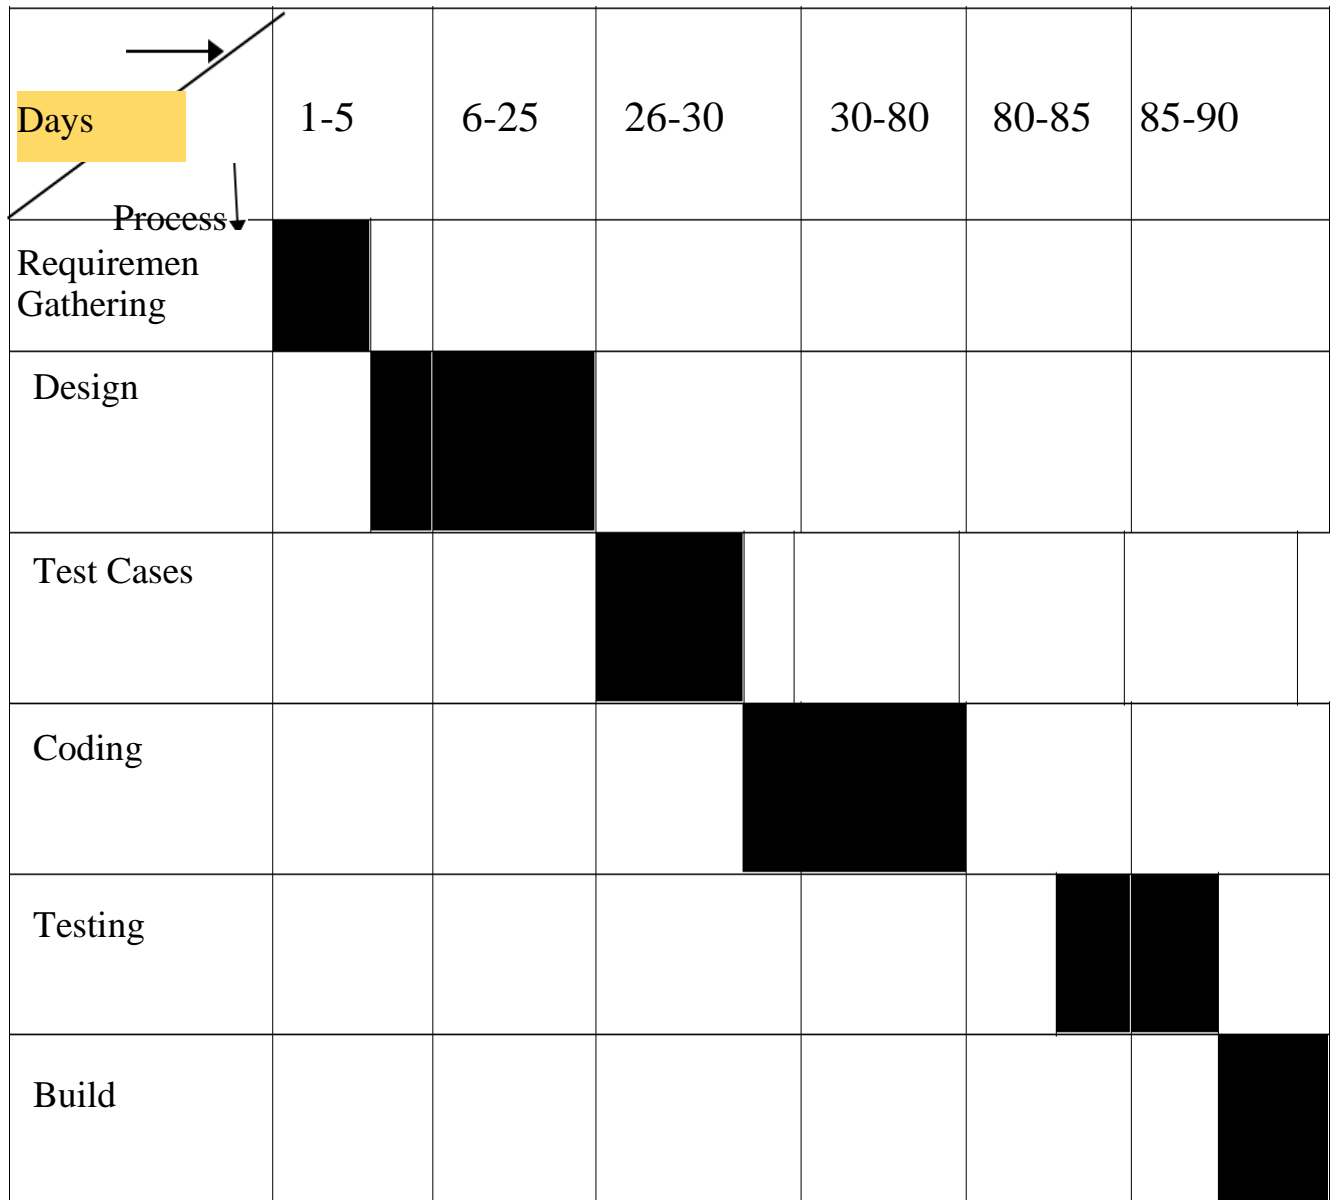 Days 1-5 6-25 26-30 30-80 80-85 85-90
Process
Requiremen
Gathering
Design
Test Cases
Coding
Testing
Build